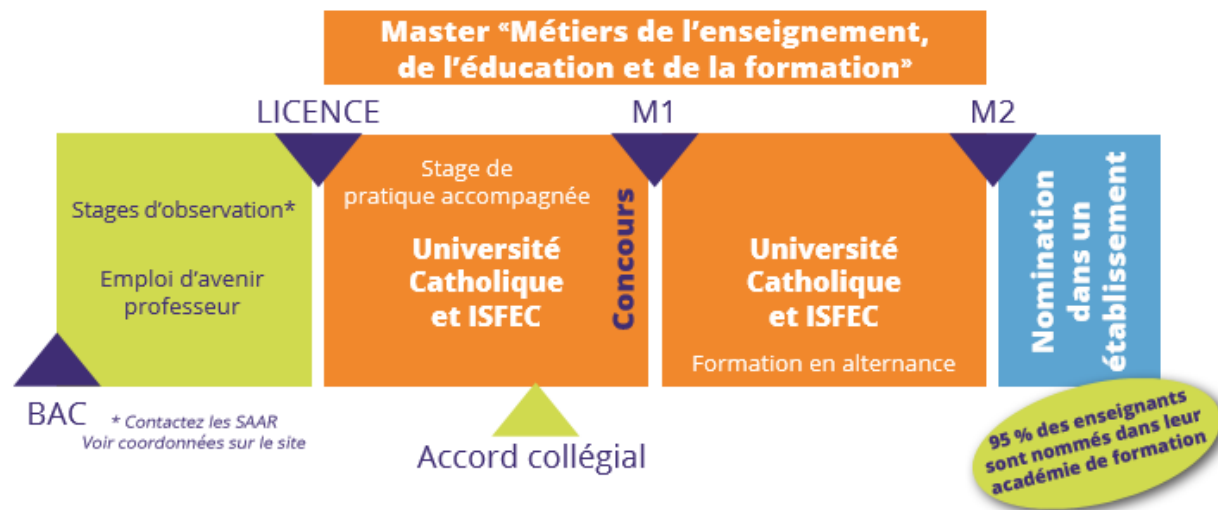 Master “Métiers de l’enseignement,
de l’éducation et de la formation”
LICENCE
M1
M2
Stages d’observation*
Emploi d’avenir
professeur
Stage de
pratique accompagnée
Université
Catholique
et ISFEC
Concours
Université
Catholique
et ISFEC
Formation en alternance
Nomination
dans un
établissement
BAC
* Contactez les SAAR
Voir coordonnées sur le site
Accord collégial
95 % des enseignants
sont nommés dans leur
académie de formation